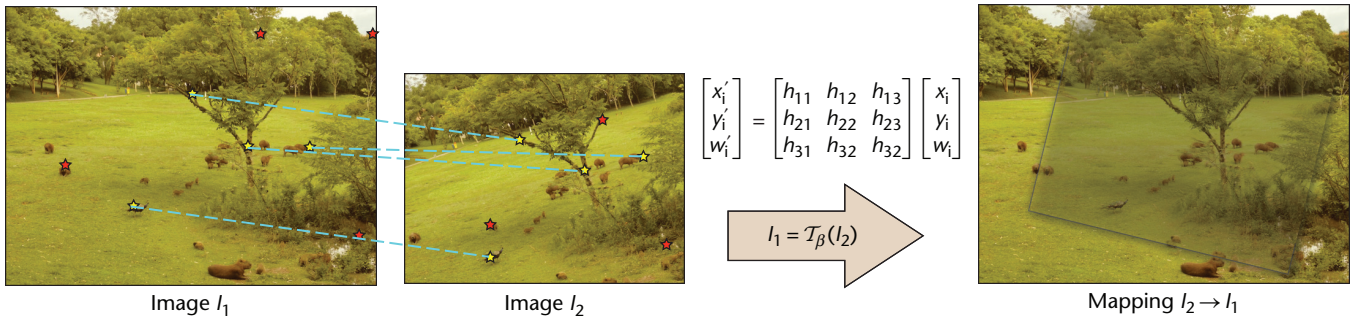 [x′ᵢ] = [h₁₁ h₁₂ h₁₃] [xᵢ]
[y′ᵢ] = [h₂₁ h₂₂ h₂₃] [yᵢ]
[w′ᵢ] = [h₃₁ h₃₂ h₃₂] [wᵢ]
I₁ = 𝒯β(I₂)
Image I₁
Image I₂
Mapping I₂ → I₁